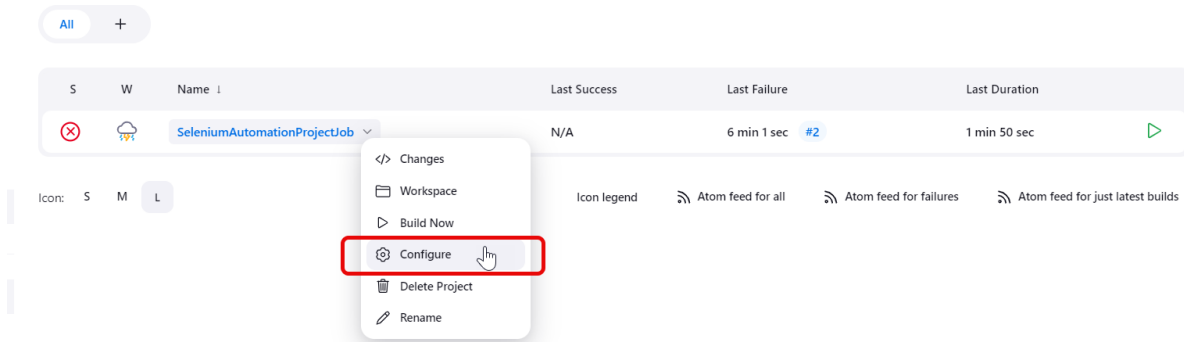 All +
S W Name ↓ Last Success Last Failure Last Duration
SeleniumAutomationProjectJob N/A 6 min 1 sec #2 1 min 50 sec
Changes
Workspace
Build Now
Configure
Delete Project
Rename
Icon: S M L Icon legend Atom feed for all Atom feed for failures Atom feed for just latest builds